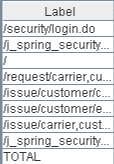 Label
/security/login.do
/j_spring_security...
/
/request/carrier,cu...
/issue/customer/c...
/issue/customer/e...
/issue/carrier,cust...
/j_spring_security...
TOTAL